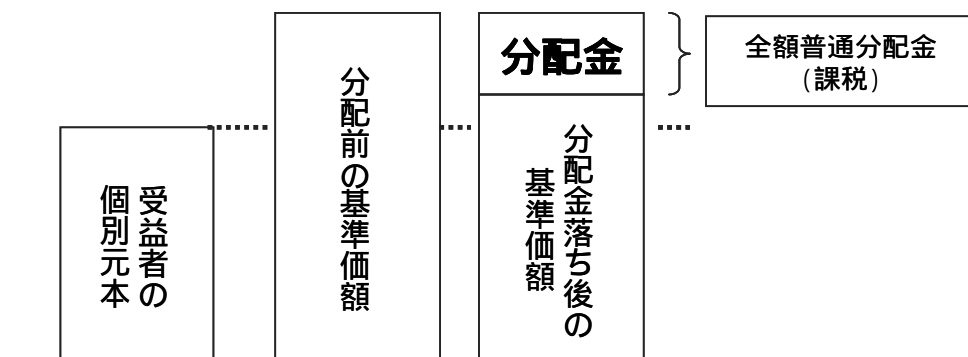 受益者の
個別元本
分配前の基準価額
分配金
分配金落ち後の
基準価額
全額普通分配金
(課税)